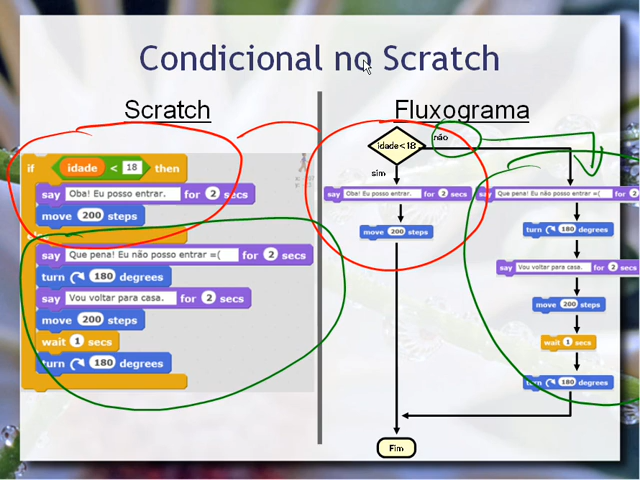 Condicional no Scratch
Scratch
if idade < 18 then
say Oba! Eu posso entrar. for 2 secs
move 200 steps
say Que pena! Eu não posso entrar =( for 2 secs
turn 180 degrees
say Vou voltar para casa. for 2 secs
move 200 steps
wait 1 secs
turn 180 degrees
Fluxograma
idade<18
não
sim
say Oba! Eu posso entrar. for 2 secs
move 200 steps
say Que pena! Eu não posso entrar =( for 2
turn 180 degrees
say Vou voltar para casa. for 2 secs
move 200 steps
wait 1 secs
turn 180 degrees
Fim